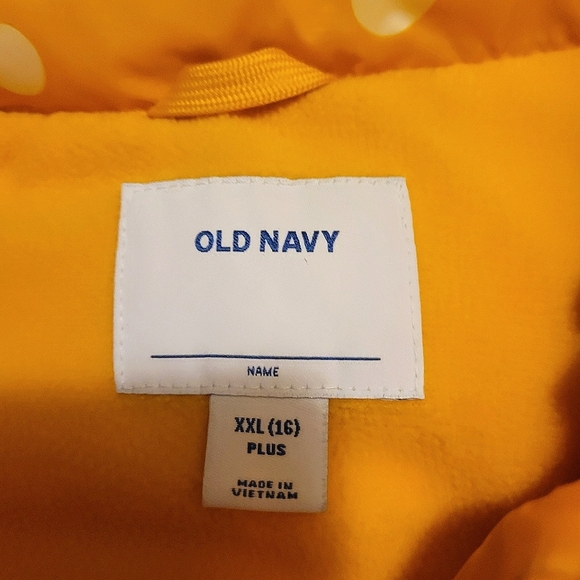 OLD NAVY
NAME
XXL (16)
PLUS
MADE IN
VIETNAM